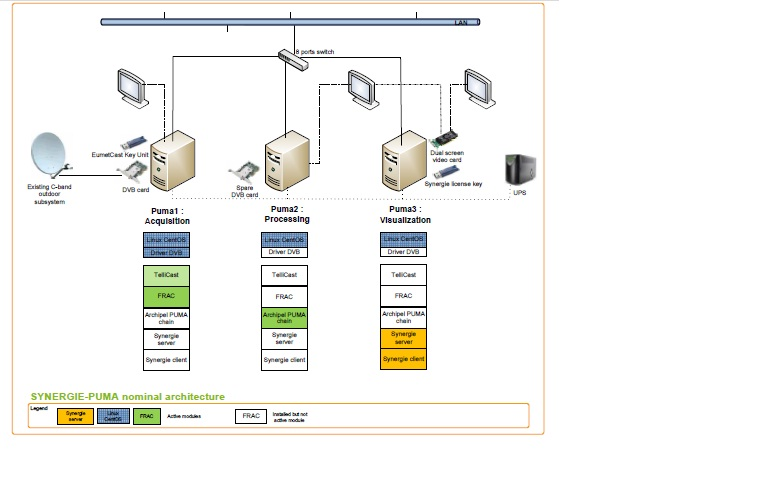 LAN
8 ports switch
EumetCast Key Unit
DVB card
Existing C-band
outdoor
subsystem
Spare
DVB card
Dual screen
video card
Synergie license key
UPS
Puma1 :
Acquisition
Puma2 :
Processing
Puma3 :
Visualization
Linux CentOS
Driver DVB
TelliCast
FRAC
Archipel PUMA
chain
Synergie
server
Synergie client
Linux CentOS
Driver DVB
TelliCast
FRAC
Archipel PUMA
chain
Synergie
server
Synergie client
Linux CentOS
Driver DVB
TelliCast
FRAC
Archipel PUMA
chain
Synergie
server
Synergie client
SYNERGIE-PUMA nominal architecture
Legend
Synergie
server
Linux
CentOS
FRAC
Active modules
FRAC
Installed but not
active module